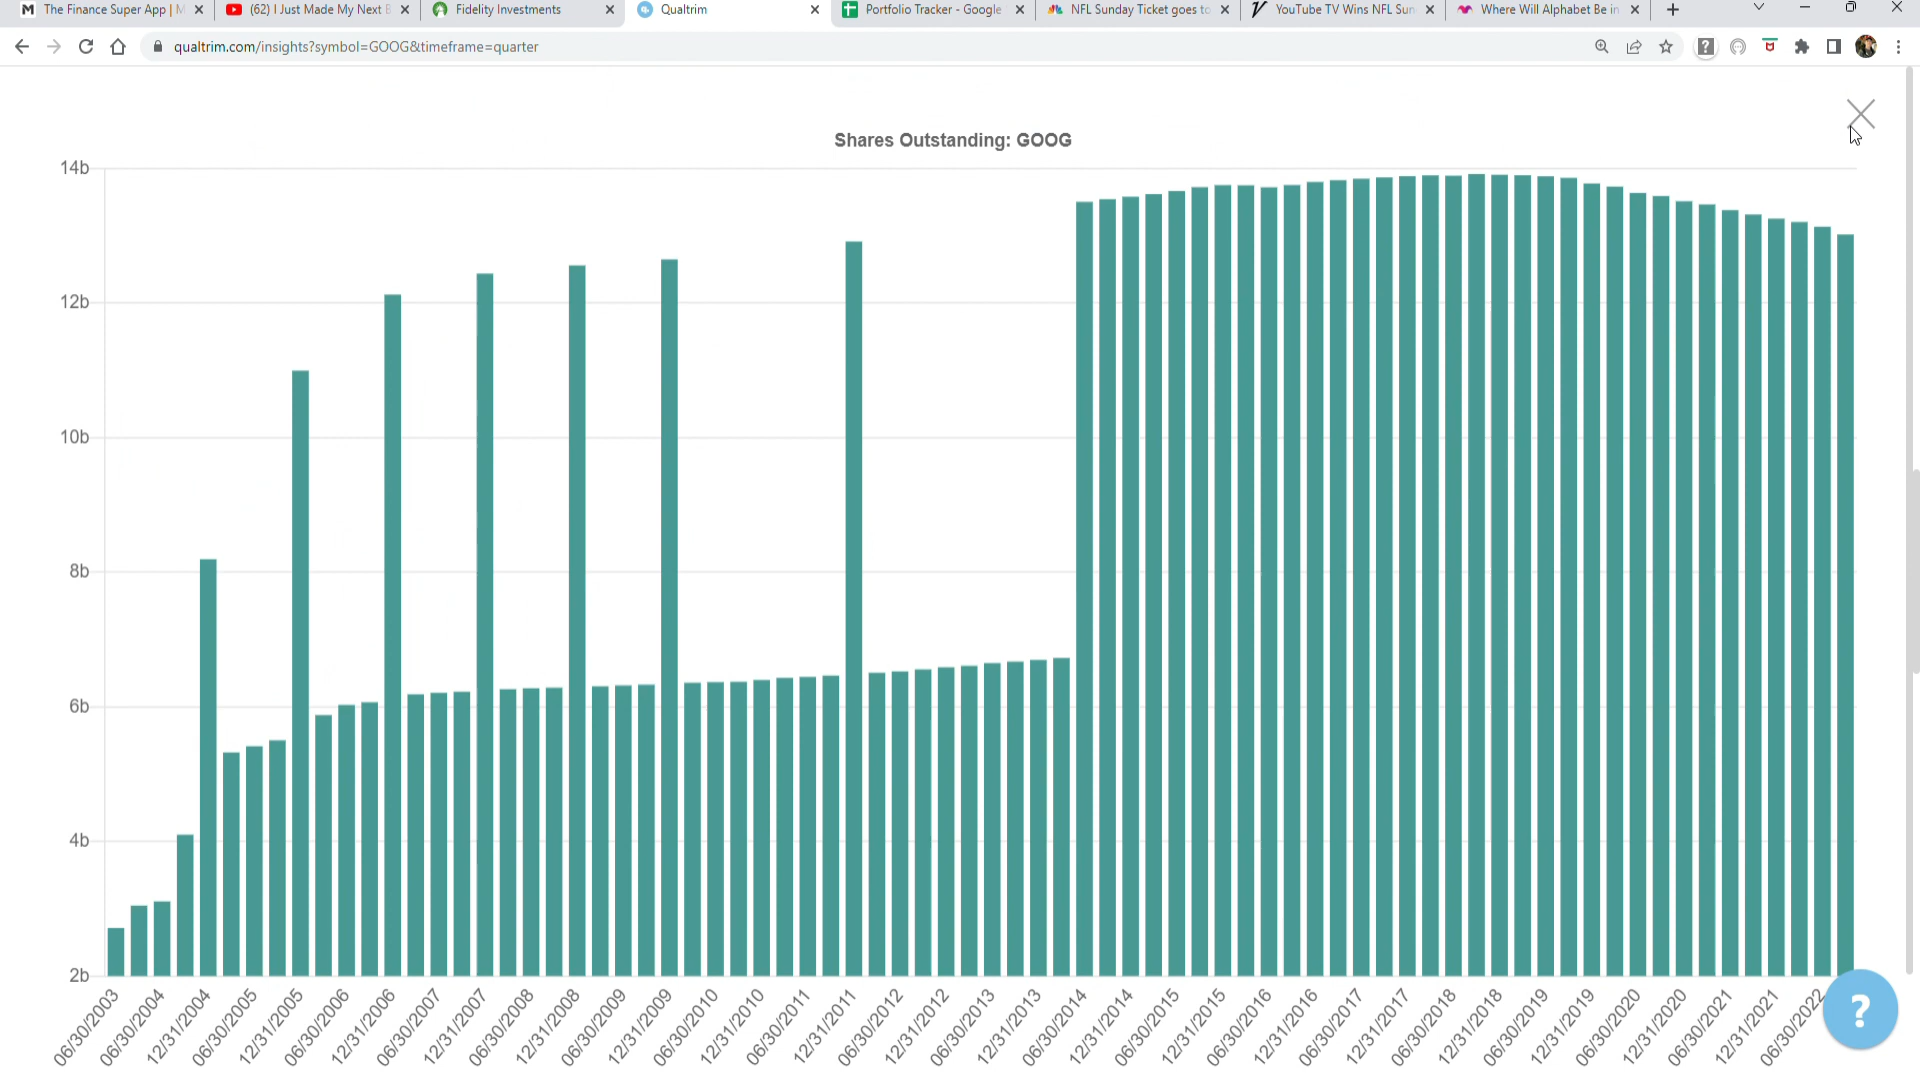 The Finance Super App | M
(62) I Just Made My Next B
Fidelity Investments
Qualtrim
Portfolio Tracker - Google
NFL Sunday Ticket goes to
YouTube TV Wins NFL Sun
Where Will Alphabet Be in
qualtrim.com/insights?symbol=GOOG&timeframe=quarter
Shares Outstanding: GOOG
14b
12b
10b
8b
6b
4b
2b
06/30/2003
06/30/2004
12/31/2004
06/30/2005
12/31/2005
06/30/2006
12/31/2006
06/30/2007
12/31/2007
06/30/2008
12/31/2008
06/30/2009
12/31/2009
06/30/2010
12/31/2010
06/30/2011
12/31/2011
06/30/2012
12/31/2012
06/30/2013
12/31/2013
06/30/2014
12/31/2014
06/30/2015
12/31/2015
06/30/2016
12/31/2016
06/30/2017
12/31/2017
06/30/2018
12/31/2018
06/30/2019
12/31/2019
06/30/2020
12/31/2020
06/30/2021
12/31/2021
06/30/2022
?